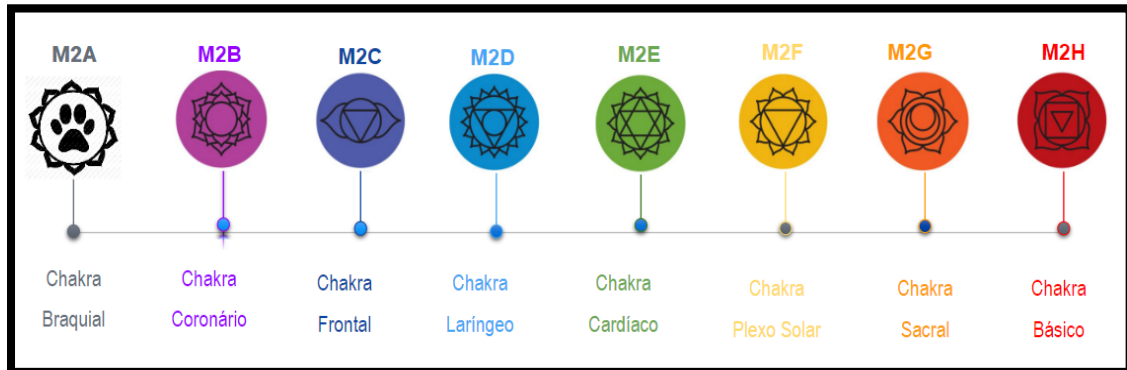 M2A M2B M2C M2D M2E M2F M2G M2H
Chakra Chakra Chakra Chakra Chakra Chakra Chakra Chakra
Braquial Coronário Frontal Laríngeo Cardíaco Plexo Solar Sacral Básico